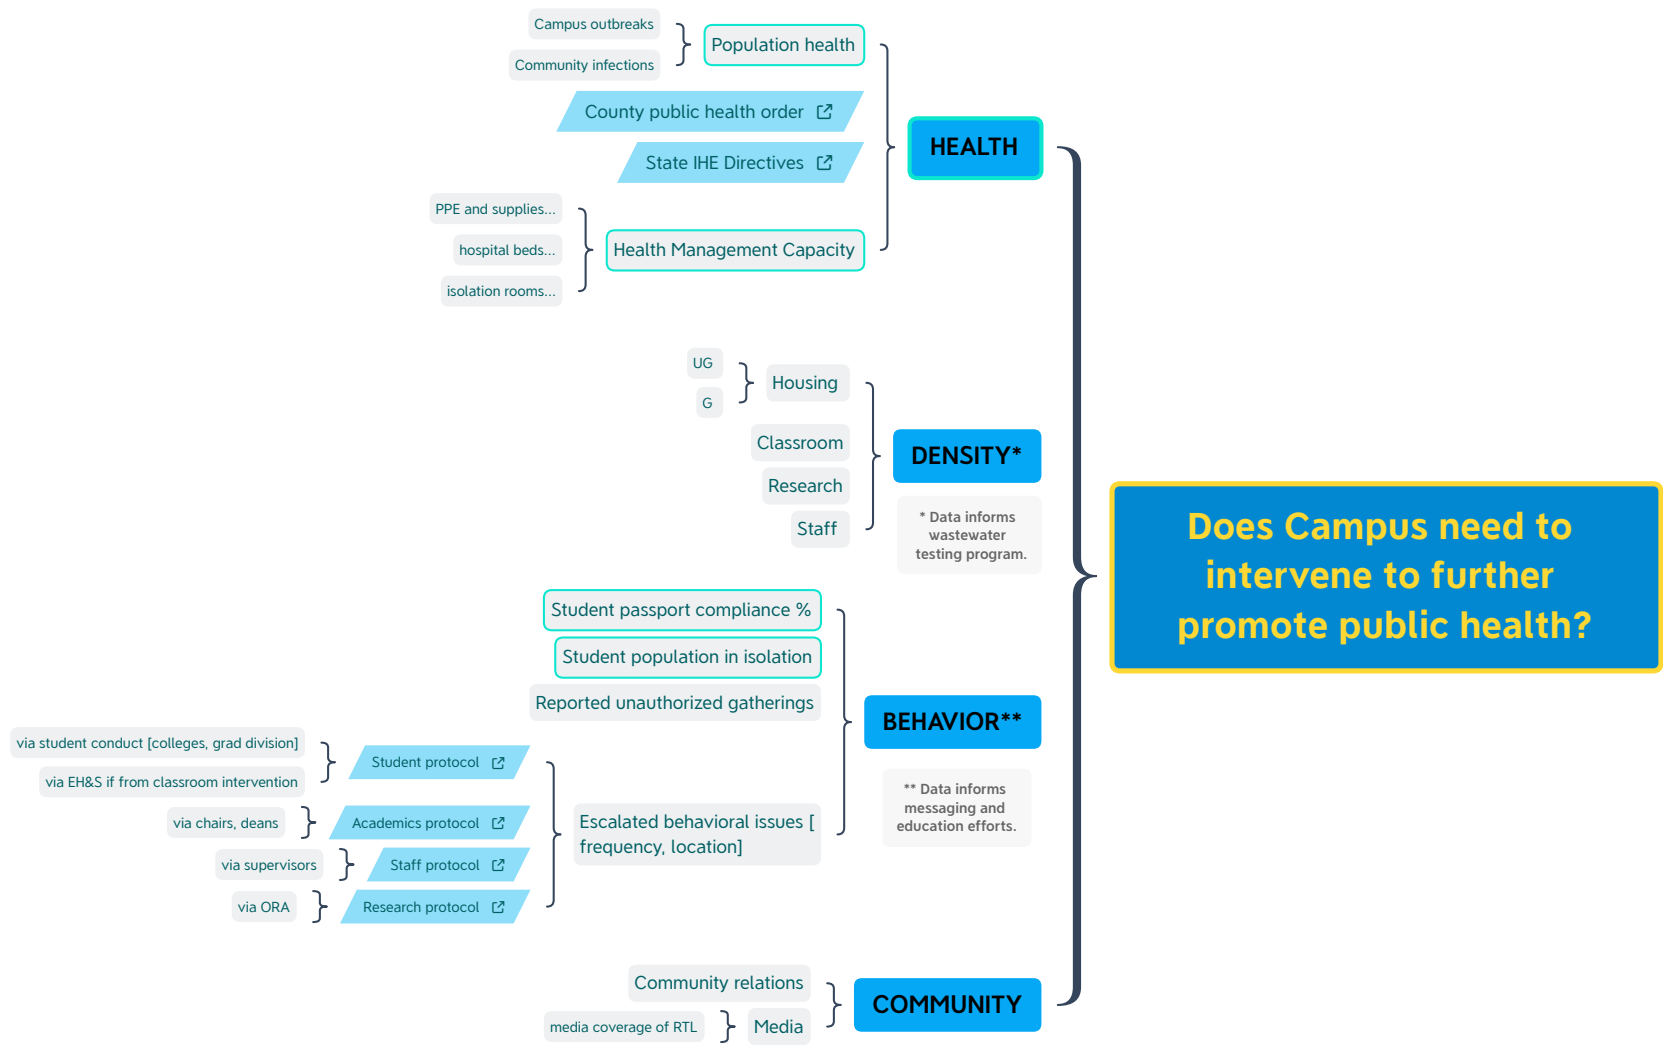 Campus outbreaks
Community infections
Population health
County public health order
State IHE Directives
PPE and supplies...
hospital beds...
isolation rooms...
Health Management Capacity
HEALTH
UG
G
Housing
Classroom
Research
Staff
DENSITY*
* Data informs
wastewater
testing program.
Student passport compliance %
Student population in isolation
Reported unauthorized gatherings
via student conduct [colleges, grad division]
via EH&S if from classroom intervention
Student protocol
via chairs, deans
Academics protocol
via supervisors
Staff protocol
via ORA
Research protocol
Escalated behavioral issues [
frequency, location]
BEHAVIOR**
** Data informs
messaging and
education efforts.
Community relations
media coverage of RTL
Media
COMMUNITY
Does Campus need to
intervene to further
promote public health?